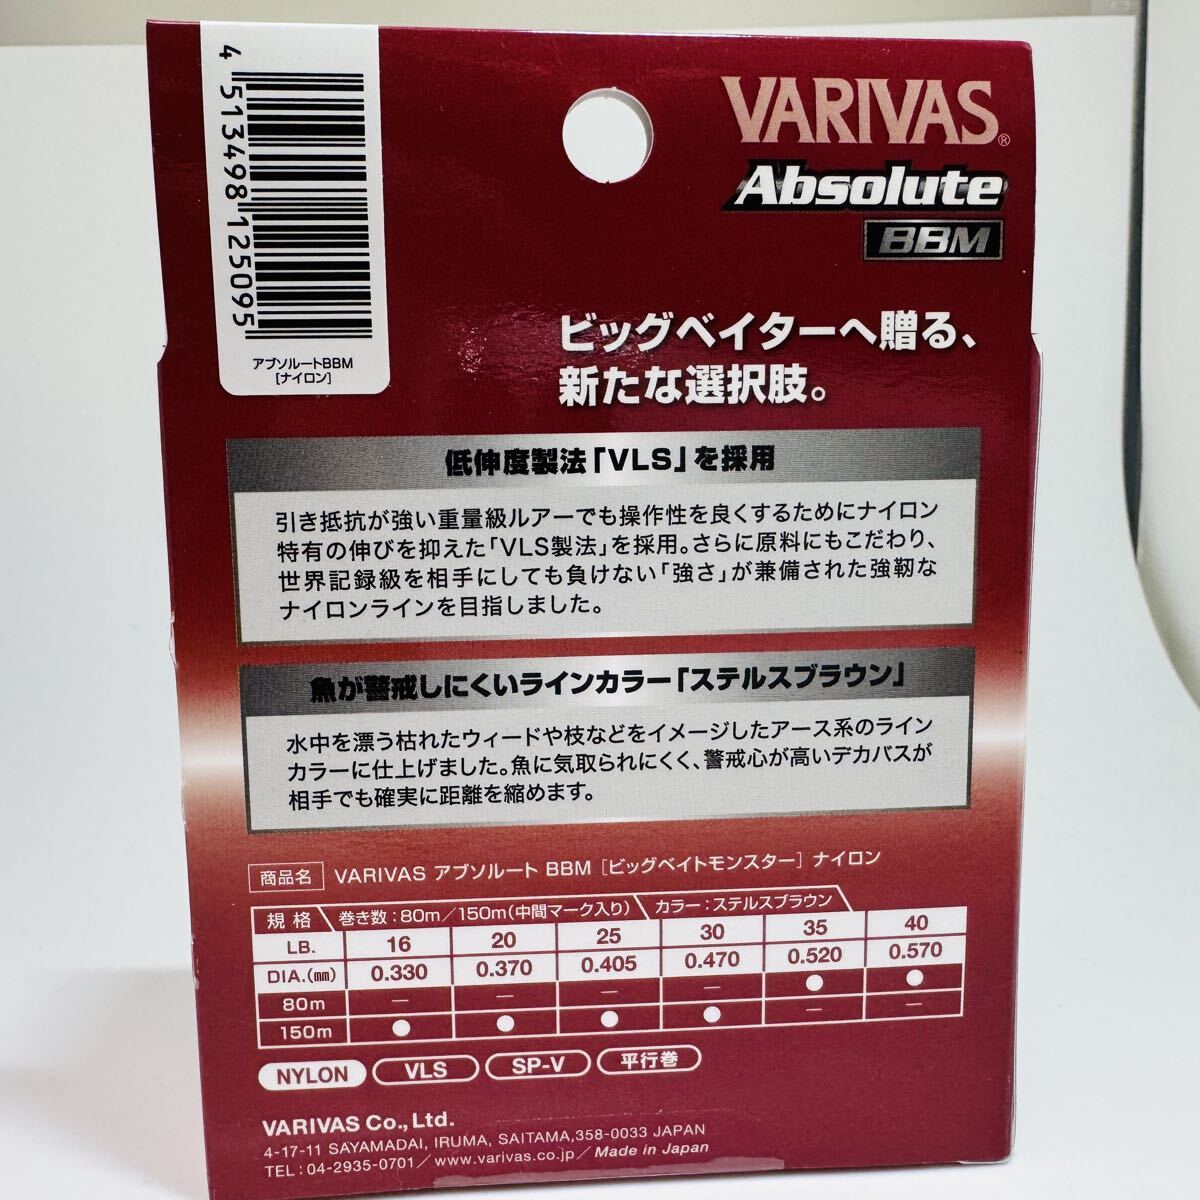 4 513498 125095
アブソルートBBM
[ナイロン]
VARIVAS®
Absolute
BBM
ビッグベイターへ贈る、
新たな選択肢。
低伸度製法「VLS」を採用
引き抵抗が強い重量級ルアーでも操作性を良くするためにナイロン
特有の伸びを抑えた「VLS製法」を採用。さらに原料にもこだわり、
世界記録級を相手にしても負けない「強さ」が兼備された強靭な
ナイロンラインを目指しました。
魚が警戒しにくいラインカラー「ステルスブラウン」
水中を漂う枯れたウィードや枝などをイメージしたアース系のライン
カラーに仕上げました。魚に気取られにくく、警戒心が高いデカバスが
相手でも確実に距離を縮めます。
商品名 VARIVAS アブソルート BBM [ビッグベイトモンスター] ナイロン
規格 巻き数:80m/150m(中間マーク入り) カラー:ステルスブラウン
LB. 16 20 25 30 35 40
DIA.(㎜) 0.330 0.370 0.405 0.470 0.520 0.570
80m — — — — ● ●
150m ● ● ● ● — —
NYLON VLS SP-V 平行巻
VARIVAS Co., Ltd.
4-17-11 SAYAMADAI, IRUMA, SAITAMA,358-0033 JAPAN
TEL:04-2935-0701/www.varivas.co.jp/Made in Japan